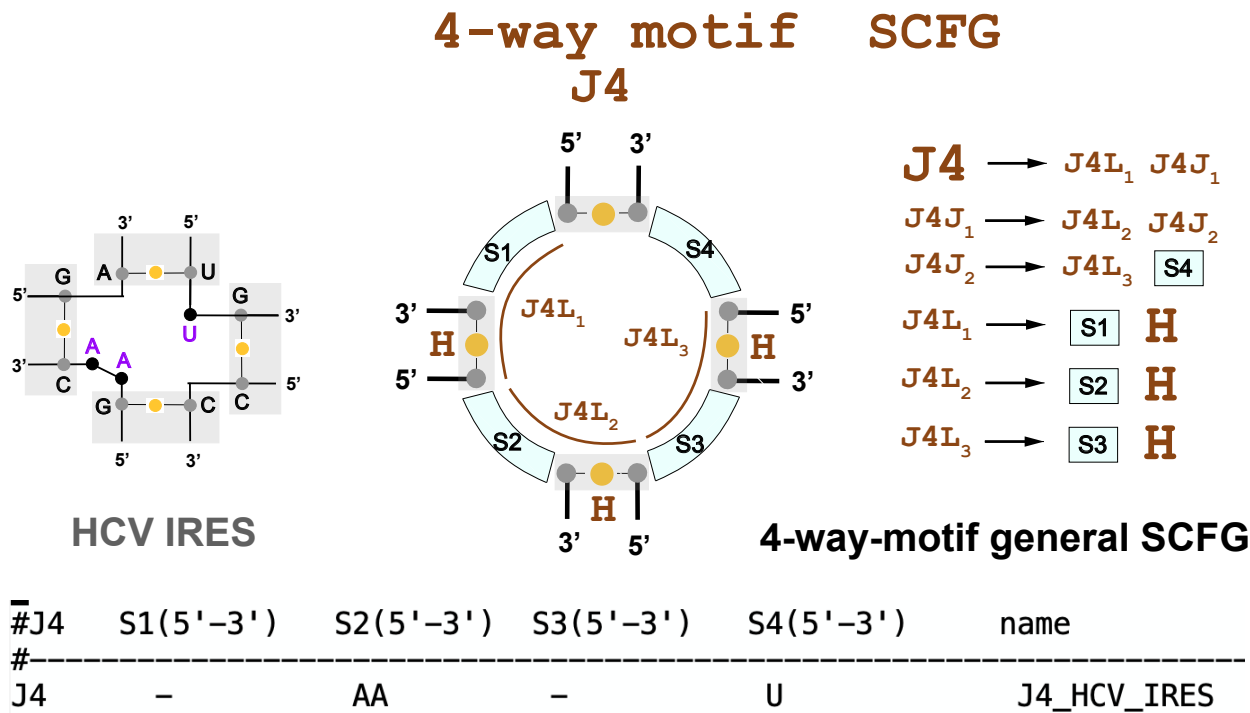 4-way motif SCFG
J4
5’ 3’
S1 S4
3’ 5’
J4L1
H J4L3 H
5’ 3’
J4L2
S2 S3
H
3’ 5’
3’ 5’
G A U G
5’ 3’
U
A
A
3’ 5’
C G C C
5’ 3’
HCV IRES
J4 → J4L1 J4J1
J4J1 → J4L2 J4J2
J4J2 → J4L3 S4
J4L1 → S1 H
J4L2 → S2 H
J4L3 → S3 H
4-way-motif general SCFG
#J4 S1(5'-3') S2(5'-3') S3(5'-3') S4(5'-3') name
#--------------------------------------------------------------------
J4 - AA - U J4_HCV_IRES